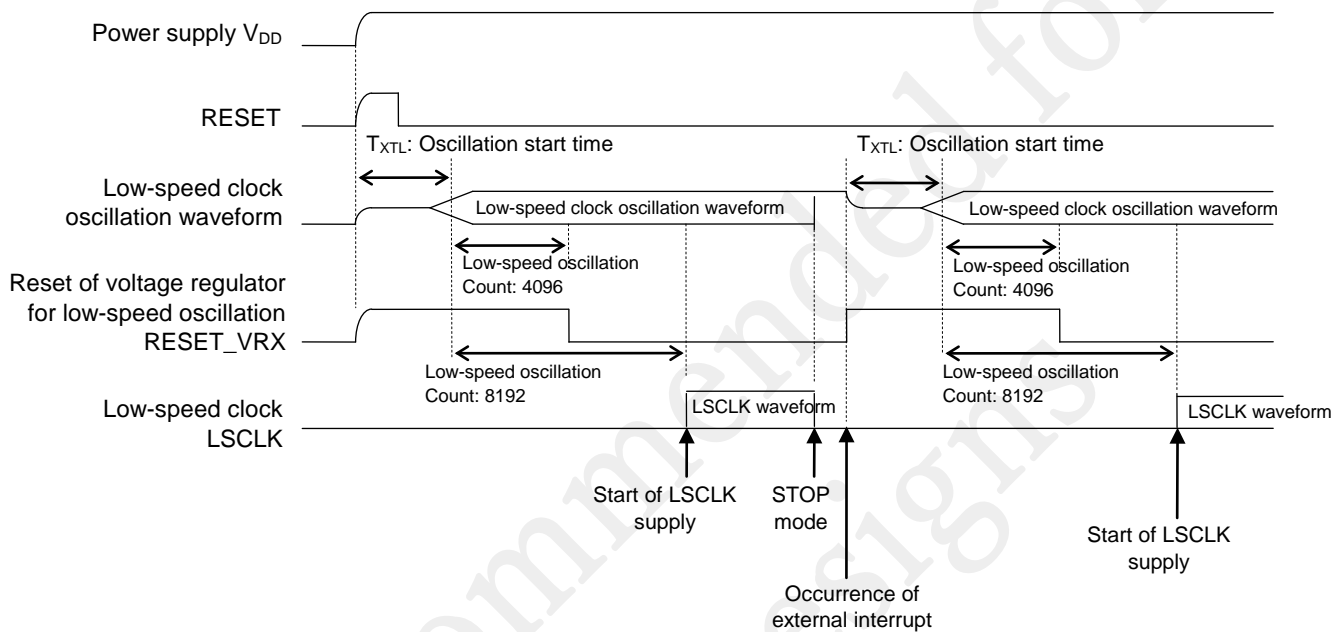 Power supply VDD
RESET
TXTL: Oscillation start time
TXTL: Oscillation start time
Low-speed clock
oscillation waveform
Low-speed clock oscillation waveform
Low-speed clock oscillation waveform
Low-speed oscillation
Count: 4096
Low-speed oscillation
Count: 4096
Reset of voltage regulator
for low-speed oscillation
RESET_VRX
Low-speed oscillation
Count: 8192
Low-speed oscillation
Count: 8192
Low-speed clock
LSCLK
LSCLK waveform
LSCLK waveform
Start of LSCLK
supply
STOP
mode
Start of LSCLK
supply
Occurrence of
external interrupt
ommended for
esigns